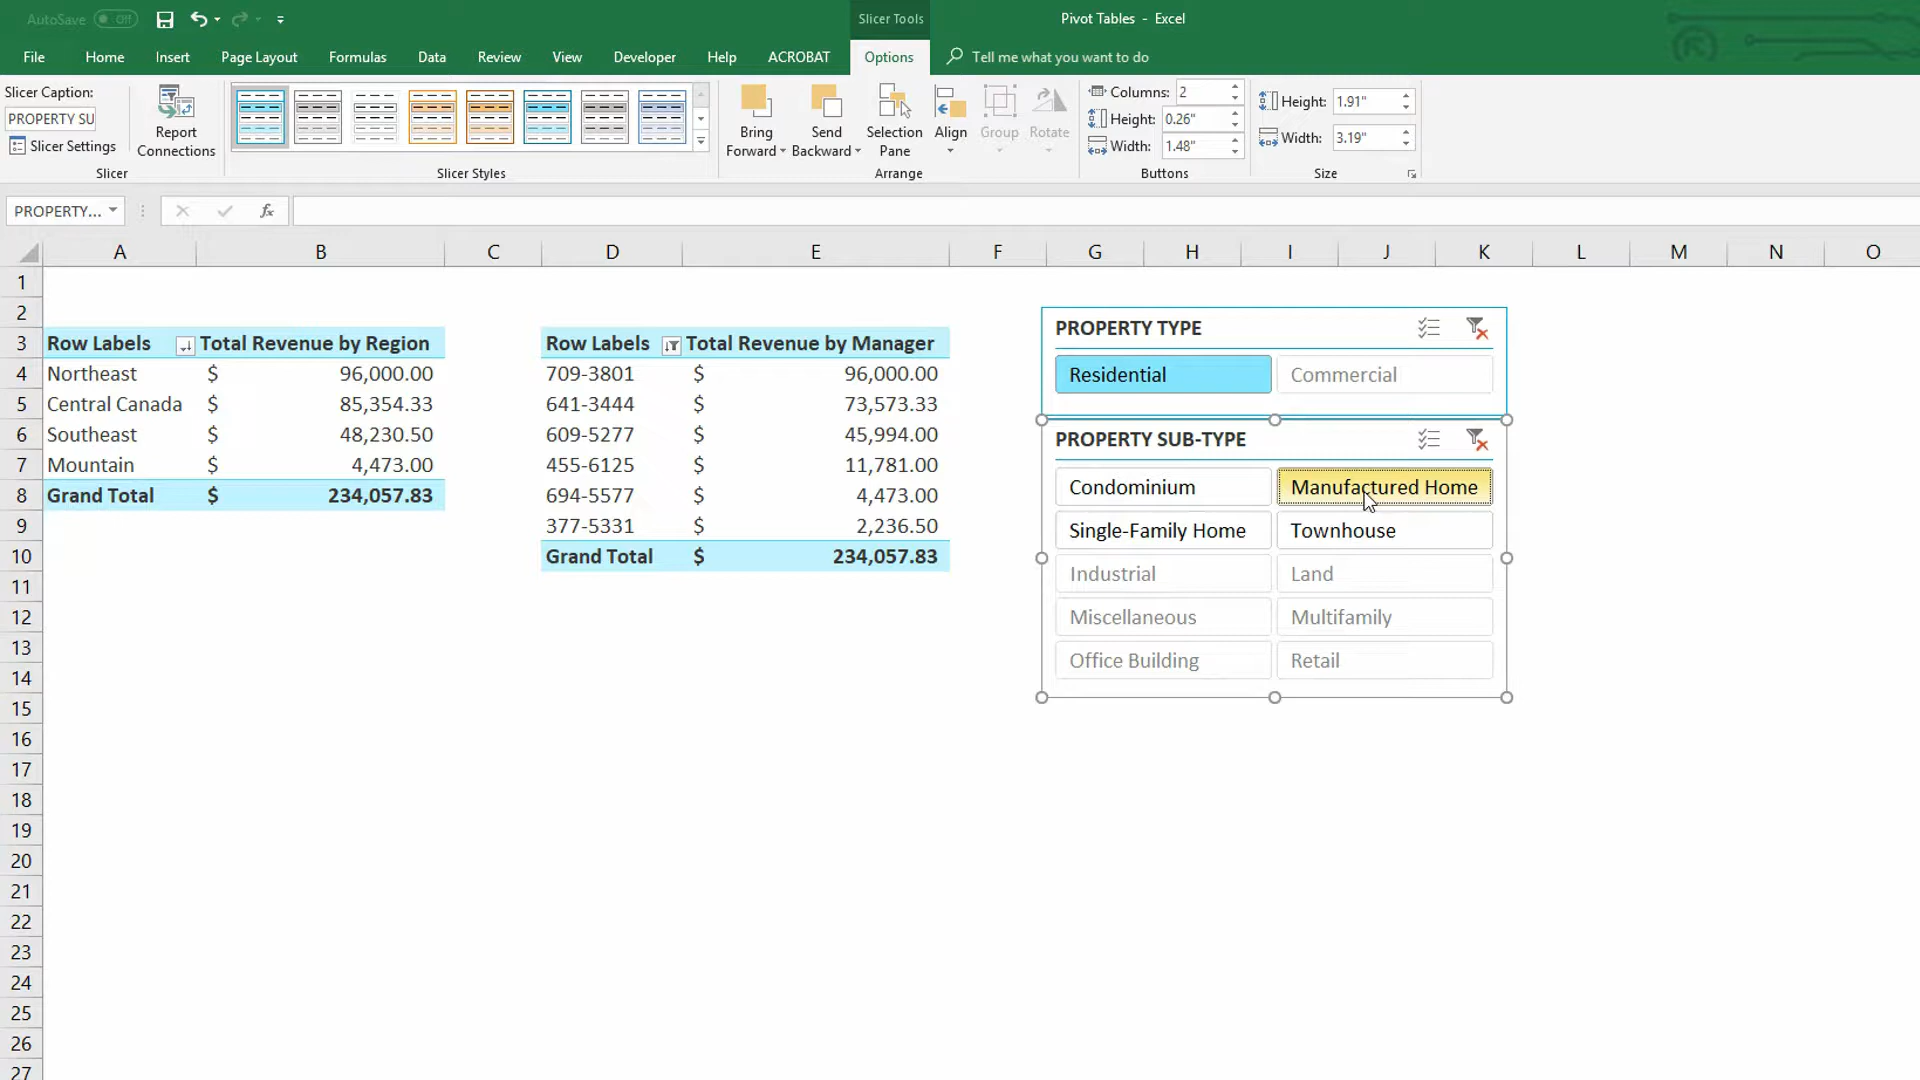 AutoSave Off
Slicer Tools
Pivot Tables - Excel
File Home Insert Page Layout Formulas Data Review View Developer Help ACROBAT Options Tell me what you want to do
Slicer Caption:
PROPERTY SU
Slicer Settings
Report
Connections
Slicer
Slicer Styles
Bring
Forward
Send
Backward
Selection
Pane
Align
Group
Rotate
Arrange
Columns: 2
Height: 0.26"
Width: 1.48"
Buttons
Height: 1.91"
Width: 3.19"
Size
PROPERTY...
fx
A B C D E F G H I J K L M N O
1
2
3 Row Labels Total Revenue by Region Row Labels Total Revenue by Manager
4 Northeast $ 96,000.00 709-3801 $ 96,000.00
5 Central Canada $ 85,354.33 641-3444 $ 73,573.33
6 Southeast $ 48,230.50 609-5277 $ 45,994.00
7 Mountain $ 4,473.00 455-6125 $ 11,781.00
8 Grand Total $ 234,057.83 694-5577 $ 4,473.00
9 377-5331 $ 2,236.50
10 Grand Total $ 234,057.83
11
12
13
14
15
16
17
18
19
20
21
22
23
24
25
26
27
PROPERTY TYPE
Residential Commercial
PROPERTY SUB-TYPE
Condominium Manufactured Home
Single-Family Home Townhouse
Industrial Land
Miscellaneous Multifamily
Office Building Retail